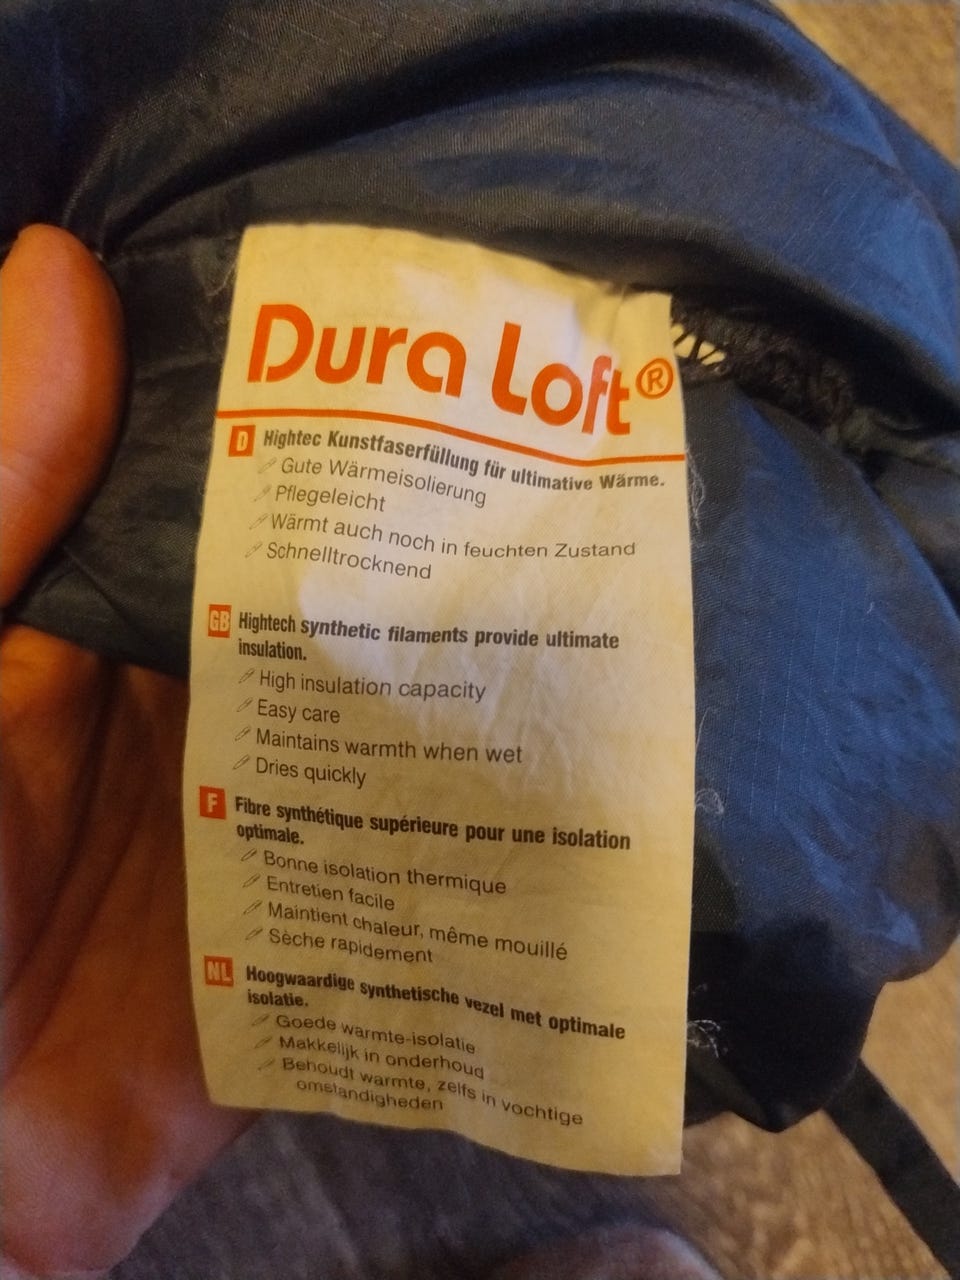 Dura Loft®
D Hightec Kunstfaserfüllung für ultimative Wärme.
Gute Wärmeisolierung
Pflegeleicht
Wärmt auch noch in feuchten Zustand
Schnelltrocknend
GB Hightech synthetic filaments provide ultimate
insulation.
High insulation capacity
Easy care
Maintains warmth when wet
Dries quickly
F Fibre synthétique supérieure pour une isolation
optimale.
Bonne isolation thermique
Entretien facile
Maintient chaleur, même mouillé
Sèche rapidement
NL Hoogwaardige synthetische vezel met optimale
isolatie.
Goede warmte-isolatie
Makkelijk in onderhoud
Behoudt warmte, zelfs in vochtige
omstandigheden